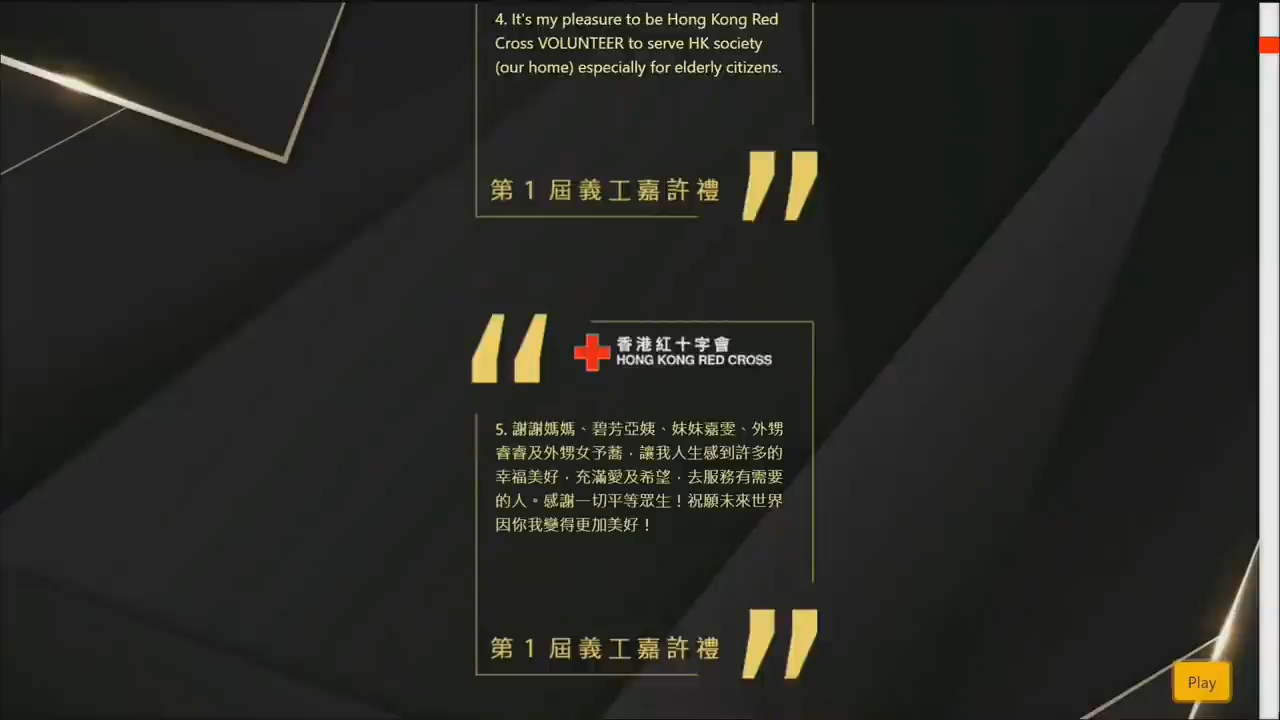 4. It's my pleasure to be Hong Kong Red
Cross VOLUNTEER to serve HK society
(our home) especially for elderly citizens.
第 1 屆義工嘉許禮
香港紅十字會
HONG KONG RED CROSS
5. 謝謝媽媽、碧芳亞姨、妹妹嘉雯、外甥
睿睿及外甥女予蕎，讓我人生感到許多的
幸福美好，充滿愛及希望，去服務有需要
的人。感謝一切平等眾生！祝願未來世界
因你我變得更加美好！
第 1 屆義工嘉許禮
Play